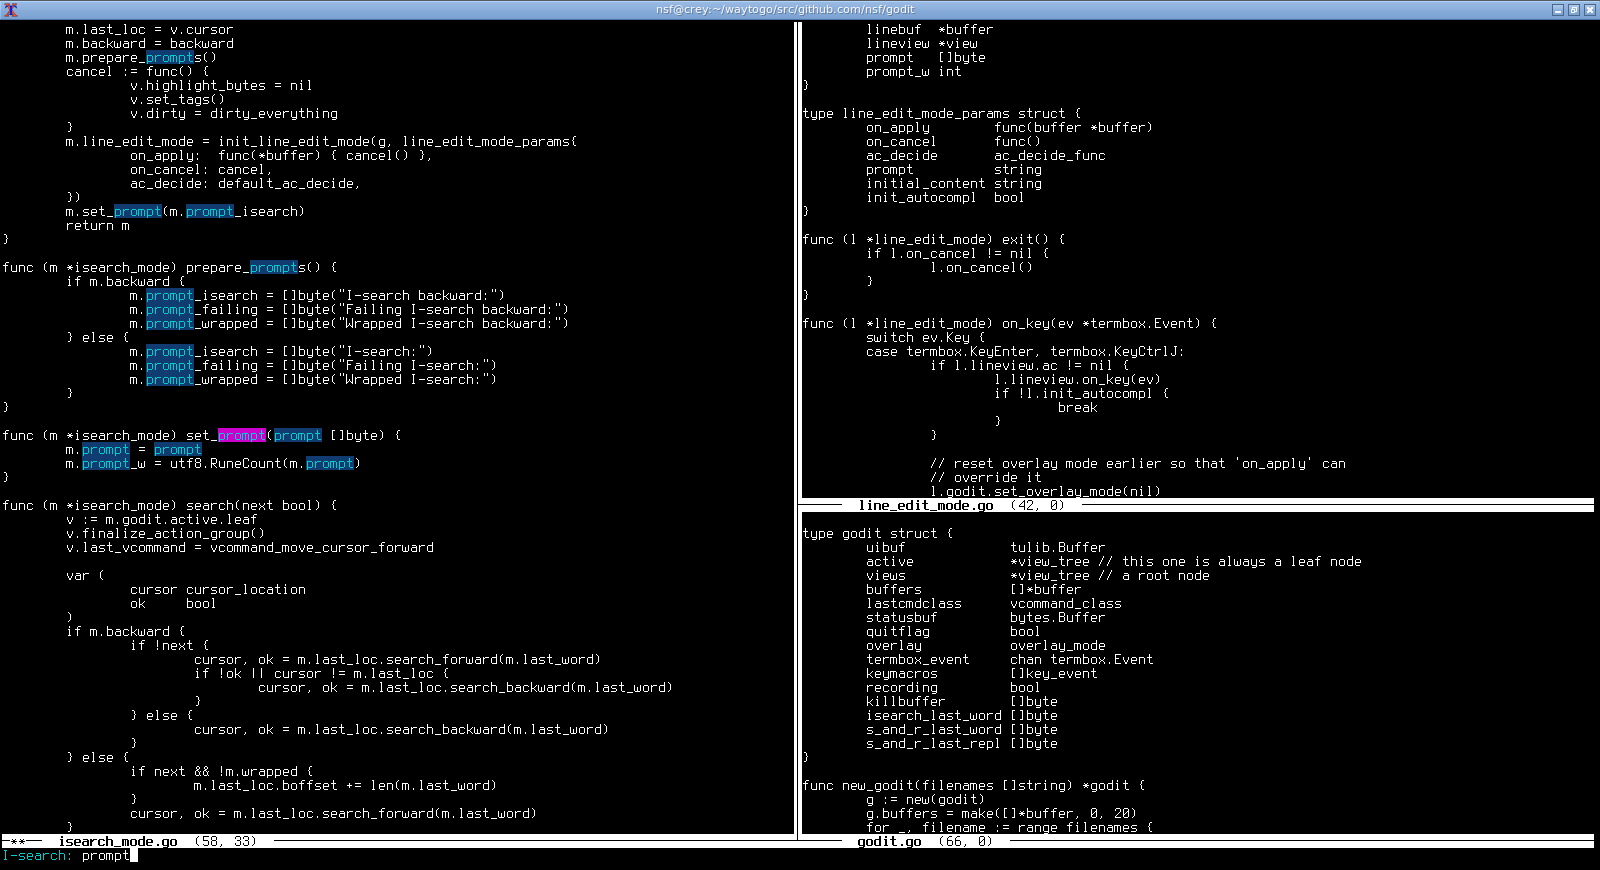 nsf@crey:~/waytogo/src/github.com/nsf/godit
        m.last_loc = v.cursor
        m.backward = backward
        m.prepare_prompts()
        cancel := func() {
                v.highlight_bytes = nil
                v.set_tags()
                v.dirty = dirty_everything
        }
        m.line_edit_mode = init_line_edit_mode(g, line_edit_mode_params{
                on_apply:  func(*buffer) { cancel() },
                on_cancel: cancel,
                ac_decide: default_ac_decide,
        })
        m.set_prompt(m.prompt_isearch)
        return m
}

func (m *isearch_mode) prepare_prompts() {
        if m.backward {
                m.prompt_isearch = []byte("I-search backward:")
                m.prompt_failing = []byte("Failing I-search backward:")
                m.prompt_wrapped = []byte("Wrapped I-search backward:")
        } else {
                m.prompt_isearch = []byte("I-search:")
                m.prompt_failing = []byte("Failing I-search:")
                m.prompt_wrapped = []byte("Wrapped I-search:")
        }
}

func (m *isearch_mode) set_prompt(prompt []byte) {
        m.prompt = prompt
        m.prompt_w = utf8.RuneCount(m.prompt)
}

func (m *isearch_mode) search(next bool) {
        v := m.godit.active.leaf
        v.finalize_action_group()
        v.last_vcommand = vcommand_move_cursor_forward

        var (
                cursor cursor_location
                ok     bool
        )
        if m.backward {
                if !next {
                        cursor, ok = m.last_loc.search_forward(m.last_word)
                        if !ok || cursor != m.last_loc {
                                cursor, ok = m.last_loc.search_backward(m.last_word)
                        }
                } else {
                        cursor, ok = m.last_loc.search_backward(m.last_word)
                }
        } else {
                if next && !m.wrapped {
                        m.last_loc.boffset += len(m.last_word)
                }
                cursor, ok = m.last_loc.search_forward(m.last_word)
        }
-**-  isearch_mode.go  (58, 33)
I-search: prompt
        linebuf  *buffer
        lineview *view
        prompt   []byte
        prompt_w int
}

type line_edit_mode_params struct {
        on_apply        func(buffer *buffer)
        on_cancel       func()
        ac_decide       ac_decide_func
        prompt          string
        initial_content string
        init_autocompl  bool
}

func (l *line_edit_mode) exit() {
        if l.on_cancel != nil {
                l.on_cancel()
        }
}

func (l *line_edit_mode) on_key(ev *termbox.Event) {
        switch ev.Key {
        case termbox.KeyEnter, termbox.KeyCtrlJ:
                if l.lineview.ac != nil {
                        l.lineview.on_key(ev)
                        if !l.init_autocompl {
                                break
                        }
                }

                // reset overlay mode earlier so that 'on_apply' can
                // override it
                l.godit.set_overlay_mode(nil)
line_edit_mode.go  (42, 0)

type godit struct {
        uibuf             tulib.Buffer
        active            *view_tree // this one is always a leaf node
        views             *view_tree // a root node
        buffers           []*buffer
        lastcmdclass      vcommand_class
        statusbuf         bytes.Buffer
        quitflag          bool
        overlay           overlay_mode
        termbox_event     chan termbox.Event
        keymacros         []key_event
        recording         bool
        killbuffer        []byte
        isearch_last_word []byte
        s_and_r_last_word []byte
        s_and_r_last_repl []byte
}

func new_godit(filenames []string) *godit {
        g := new(godit)
        g.buffers = make([]*buffer, 0, 20)
        for _, filename := range filenames {
godit.go  (66, 0)